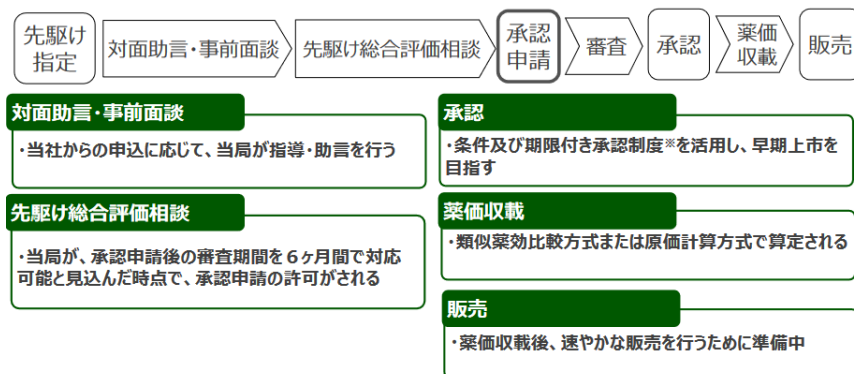 先駆け
指定
対面助言・事前面談
先駆け総合評価相談
承認
申請
審査
承認
薬価
収載
販売
対面助言・事前面談
・当社からの申込に応じて、当局が指導・助言を行う
先駆け総合評価相談
・当局が、承認申請後の審査期間を６ヶ月間で対応
可能と見込んだ時点で、承認申請の許可がされる
承認
・条件及び期限付き承認制度※を活用し、早期上市を
目指す
薬価収載
・類似薬効比較方式または原価計算方式で算定される
販売
・薬価収載後、速やかな販売を行うために準備中